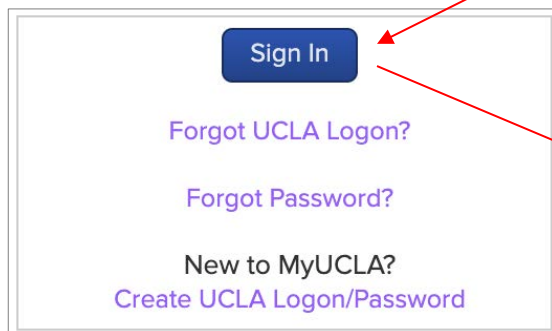 Sign In
Forgot UCLA Logon?
Forgot Password?
New to MyUCLA?
Create UCLA Logon/Password